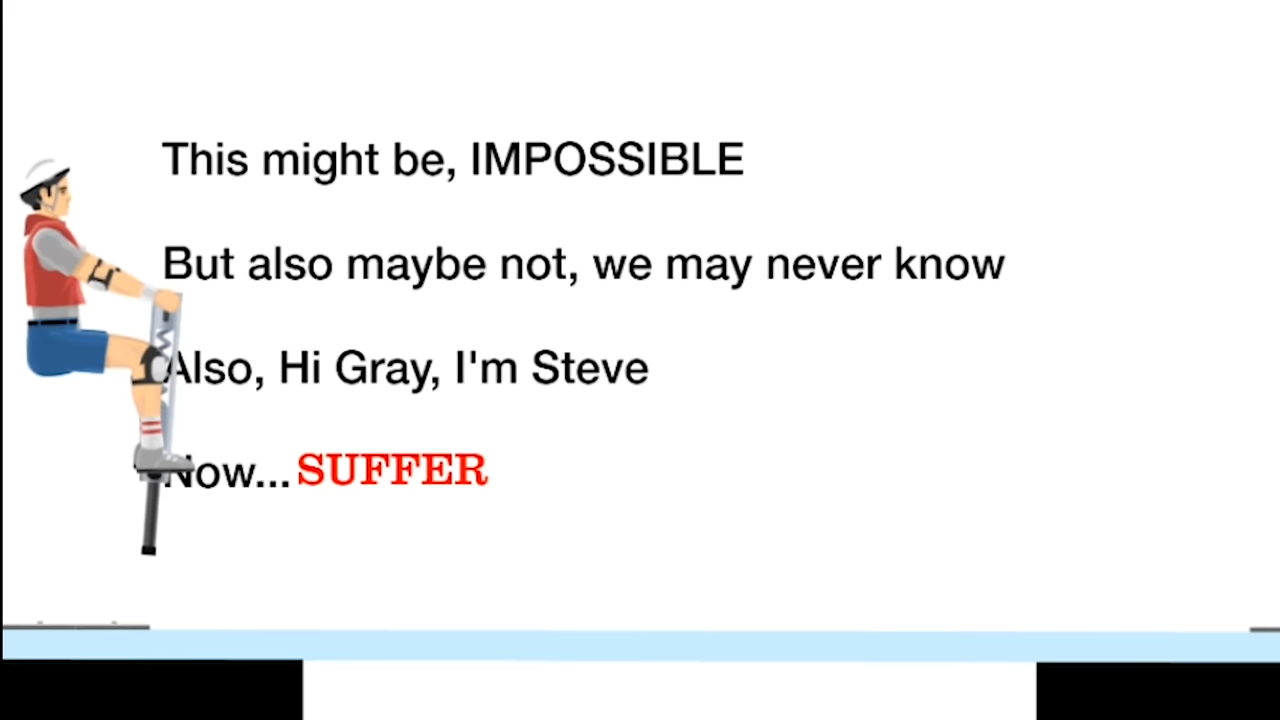 This might be, IMPOSSIBLE
But also maybe not, we may never know
Also, Hi Gray, I'm Steve
Now... SUFFER